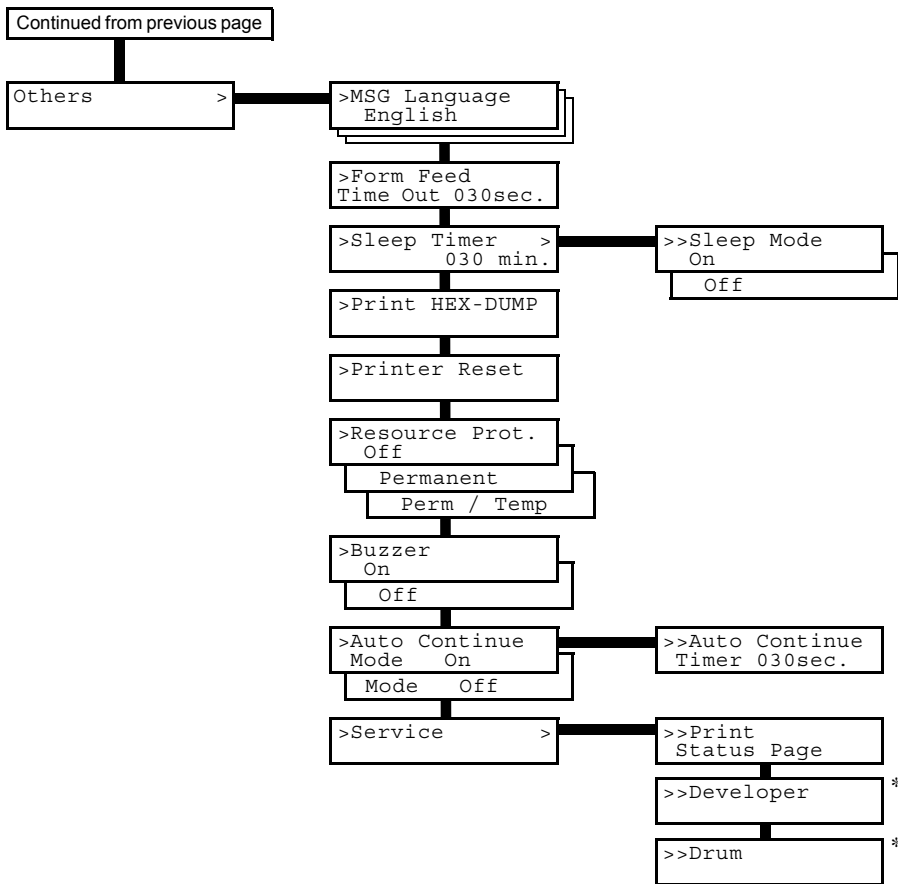 Continued from previous page
Others >
>MSG Language
English
>Form Feed
Time Out 030sec.
>Sleep Timer >
030 min.
>>Sleep Mode
On
Off
>Print HEX-DUMP
>Printer Reset
>Resource Prot.
Off
Permanent
Perm / Temp
>Buzzer
On
Off
>Auto Continue
Mode On
Mode Off
>>Auto Continue
Timer 030sec.
>Service >
>>Print
Status Page
>>Developer *
>>Drum *